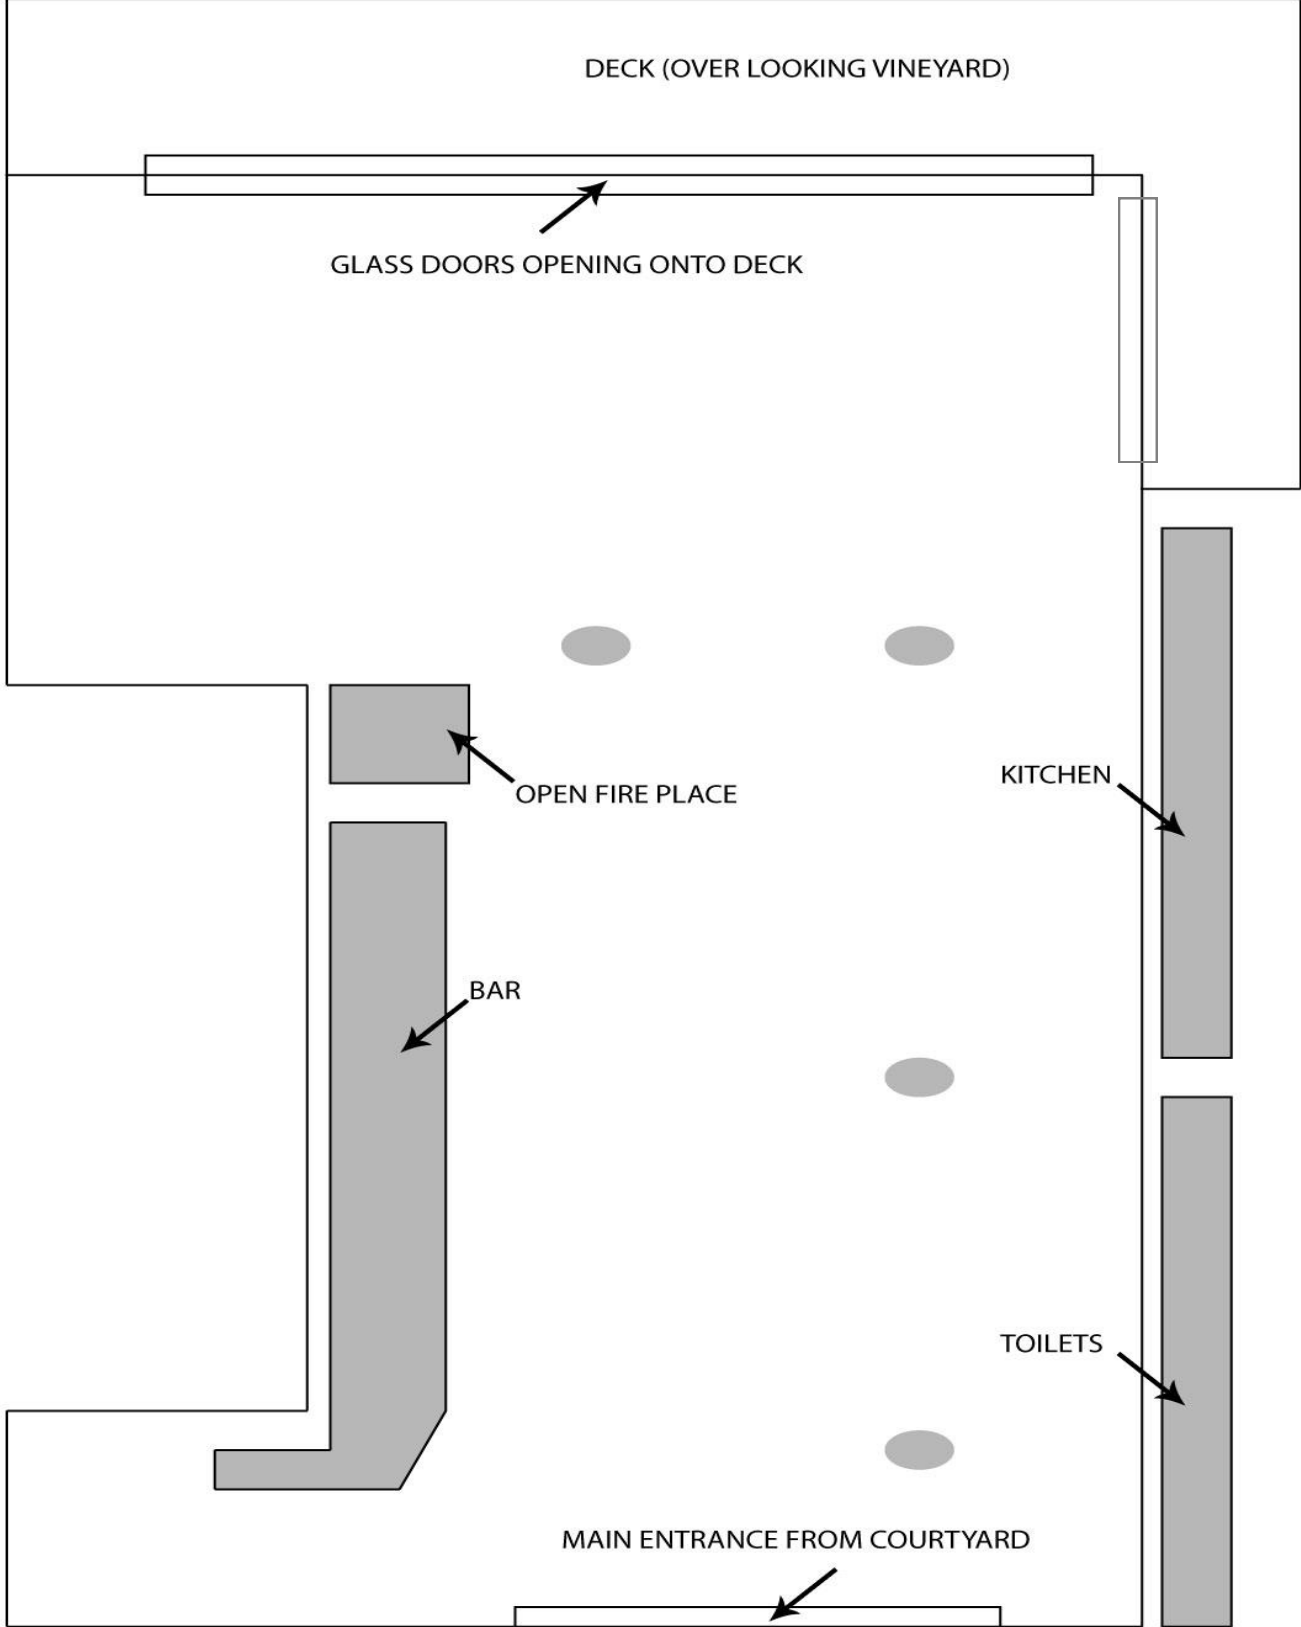 DECK (OVER LOOKING VINEYARD)
GLASS DOORS OPENING ONTO DECK
KITCHEN
OPEN FIRE PLACE
BAR
TOILETS
MAIN ENTRANCE FROM COURTYARD